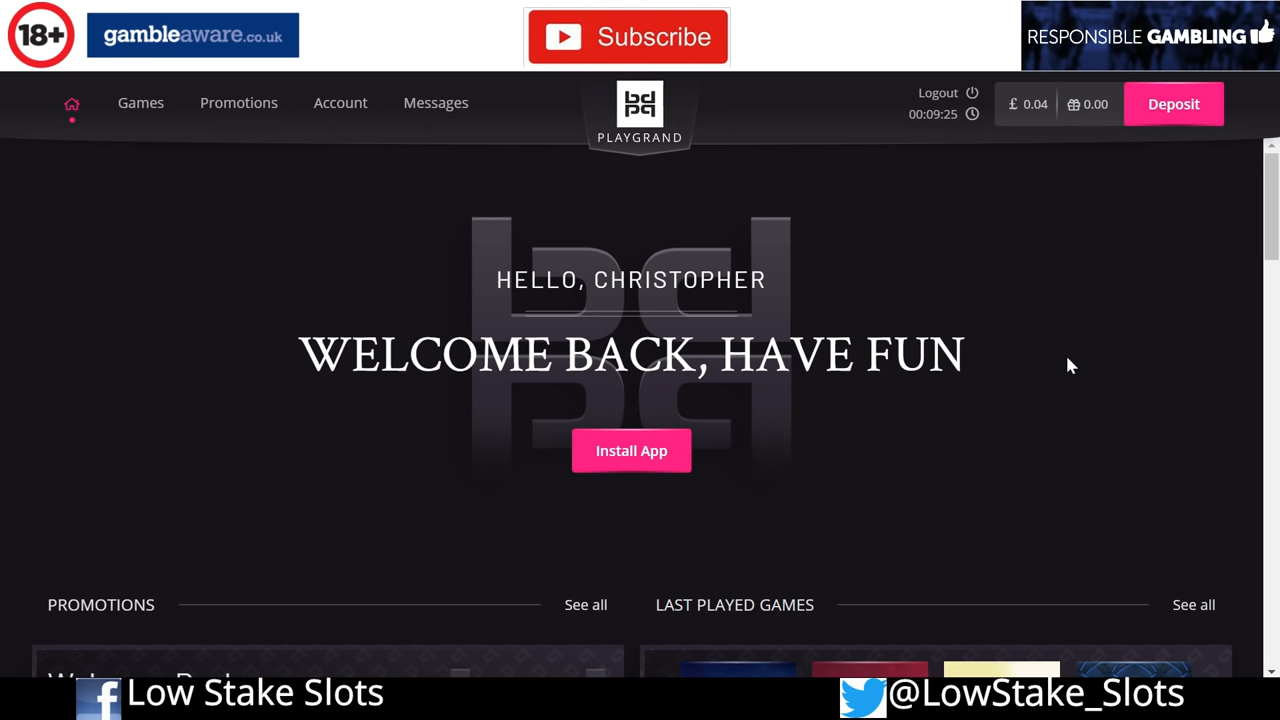 18+
gambleaware.co.uk
Subscribe
RESPONSIBLE GAMBLING
Games
Promotions
Account
Messages
PLAYGRAND
Logout
00:09:25
£ 0.04
0.00
Deposit
HELLO, CHRISTOPHER
WELCOME BACK, HAVE FUN
Install App
PROMOTIONS
See all
LAST PLAYED GAMES
See all
Low Stake Slots
@LowStake_Slots